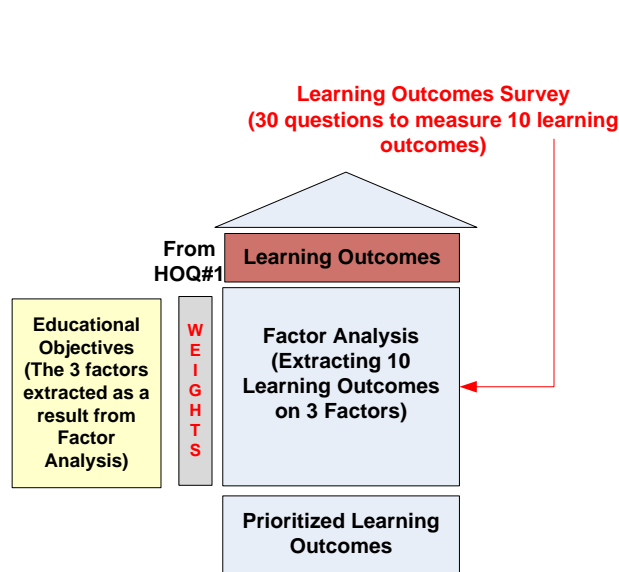 Learning Outcomes Survey
(30 questions to measure 10 learning
outcomes)
From
HOQ#1
Learning Outcomes
Educational
Objectives
(The 3 factors
extracted as a
result from
Factor
Analysis)
W
E
I
G
H
T
S
Factor Analysis
(Extracting 10
Learning Outcomes
on 3 Factors)
Prioritized Learning
Outcomes